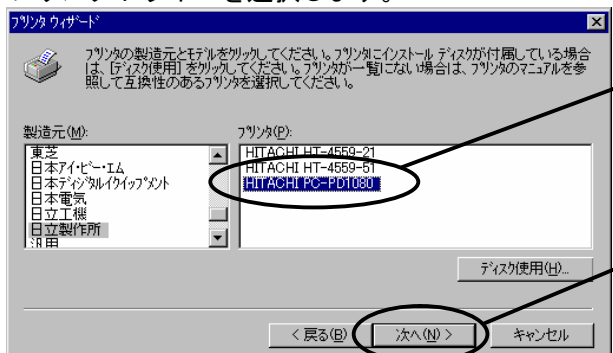 を選択します。
プリンタ ウィザード
プリンタの製造元とモデルをクリックしてください。プリンタにインストール ディスクが付属している場合
は、[ディスク使用] をクリックしてください。プリンタが一覧にない場合は、プリンタのマニュアルを参
照して互換性のあるプリンタを選択してください。
製造元(M):
プリンタ(P):
東芝
日本アイ・ビー・エム
日本ディジタルイクイップメント
日本電気
日立工機
日立製作所
汎用
HITACHI HT-4559-21
HITACHI HT-4559-51
HITACHI PC-PD1080
ディスク使用(H)...
< 戻る(B)
次へ(N) >
キャンセル